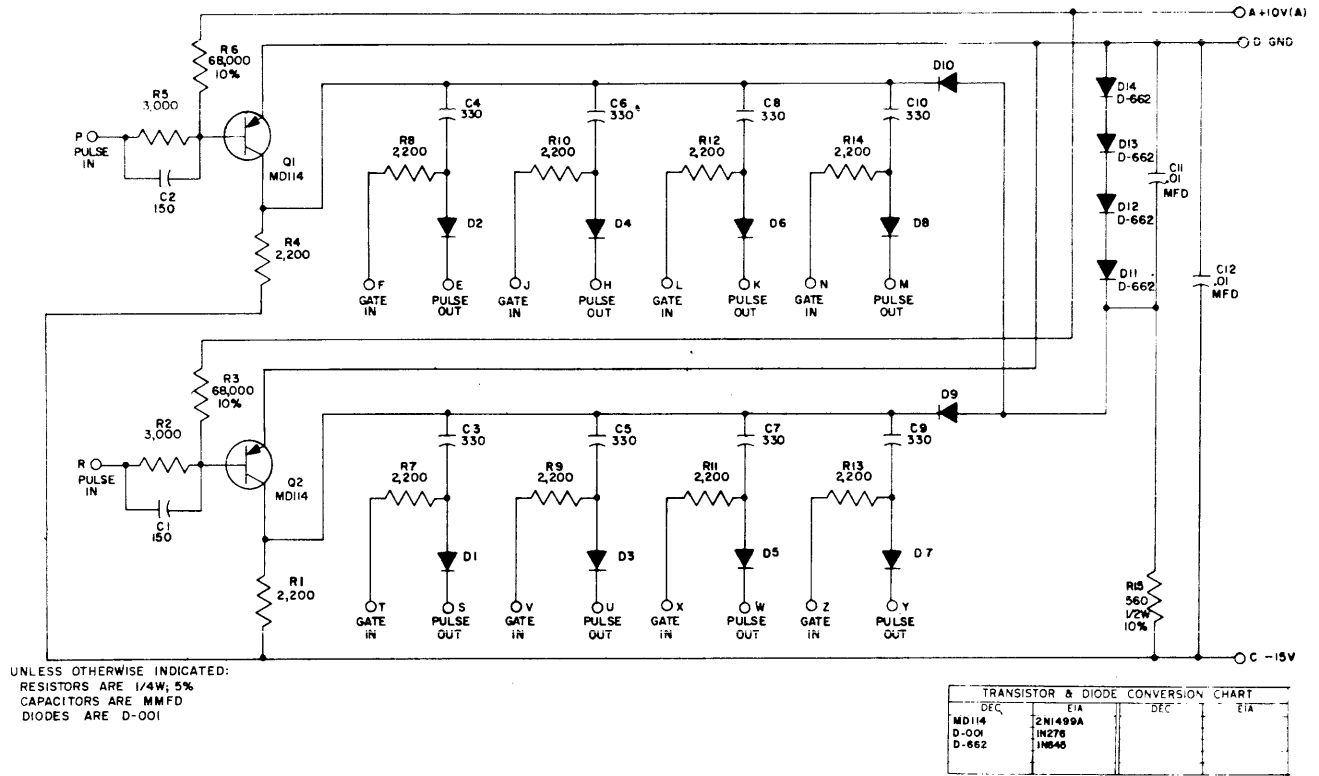 A +10V(A)
D GND
R6
68,000
10%
R5
3,000
P
PULSE
IN
C2
150
Q1
MD114
R4
2,200
C4
330
R8
2,200
D2
F
GATE
IN
E
PULSE
OUT
C6
330
R10
2,200
D4
J
GATE
IN
H
PULSE
OUT
C8
330
R12
2,200
D6
L
GATE
IN
K
PULSE
OUT
C10
330
R14
2,200
D8
N
GATE
IN
M
PULSE
OUT
D10
D14
D-662
D13
D-662
D12
D-662
D11
D-662
C11
.01
MFD
C12
.01
MFD
R3
68,000
10%
R2
3,000
R
PULSE
IN
C1
150
Q2
MD114
R1
2,200
C3
330
R7
2,200
D1
T
GATE
IN
S
PULSE
OUT
C5
330
R9
2,200
D3
V
GATE
IN
U
PULSE
OUT
C7
330
R11
2,200
D5
X
GATE
IN
W
PULSE
OUT
C9
330
R13
2,200
D7
Z
GATE
IN
Y
PULSE
OUT
D9
R15
560
1/2W
10%
C -15V
UNLESS OTHERWISE INDICATED:
RESISTORS ARE 1/4W; 5%
CAPACITORS ARE MMFD
DIODES ARE D-001
TRANSISTOR & DIODE CONVERSION CHART
DEC EIA DEC EIA
MD114 2N1499A
D-001 1N276
D-662 1N645